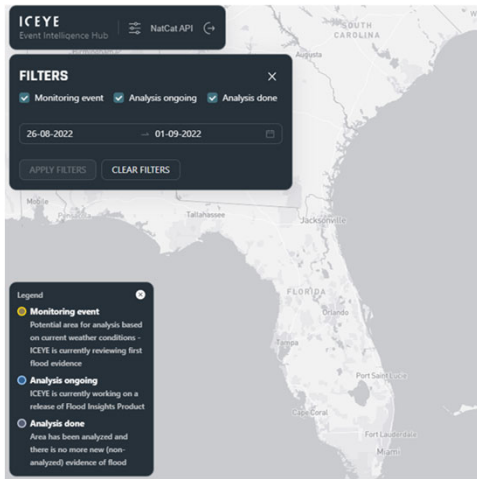 ICEYE
Event Intelligence Hub
NatCat API
FILTERS
Monitoring event
Analysis ongoing
Analysis done
26-08-2022
01-09-2022
APPLY FILTERS
CLEAR FILTERS
SOUTH
CAROLINA
Augusta
Mobile
Tallahassee
Jacksonville
FLORIDA
Orlando
Tampa
Port Saint Lucie
Cape Coral
Fort Lauderdale
Miami
Legend
Monitoring event
Potential area for analysis based
on current weather conditions -
ICEYE is currently reviewing first
flood evidence
Analysis ongoing
ICEYE is currently working on a
release of Flood Insights Product
Analysis done
Area has been analyzed and
there is no more new (non-
analyzed) evidence of flood